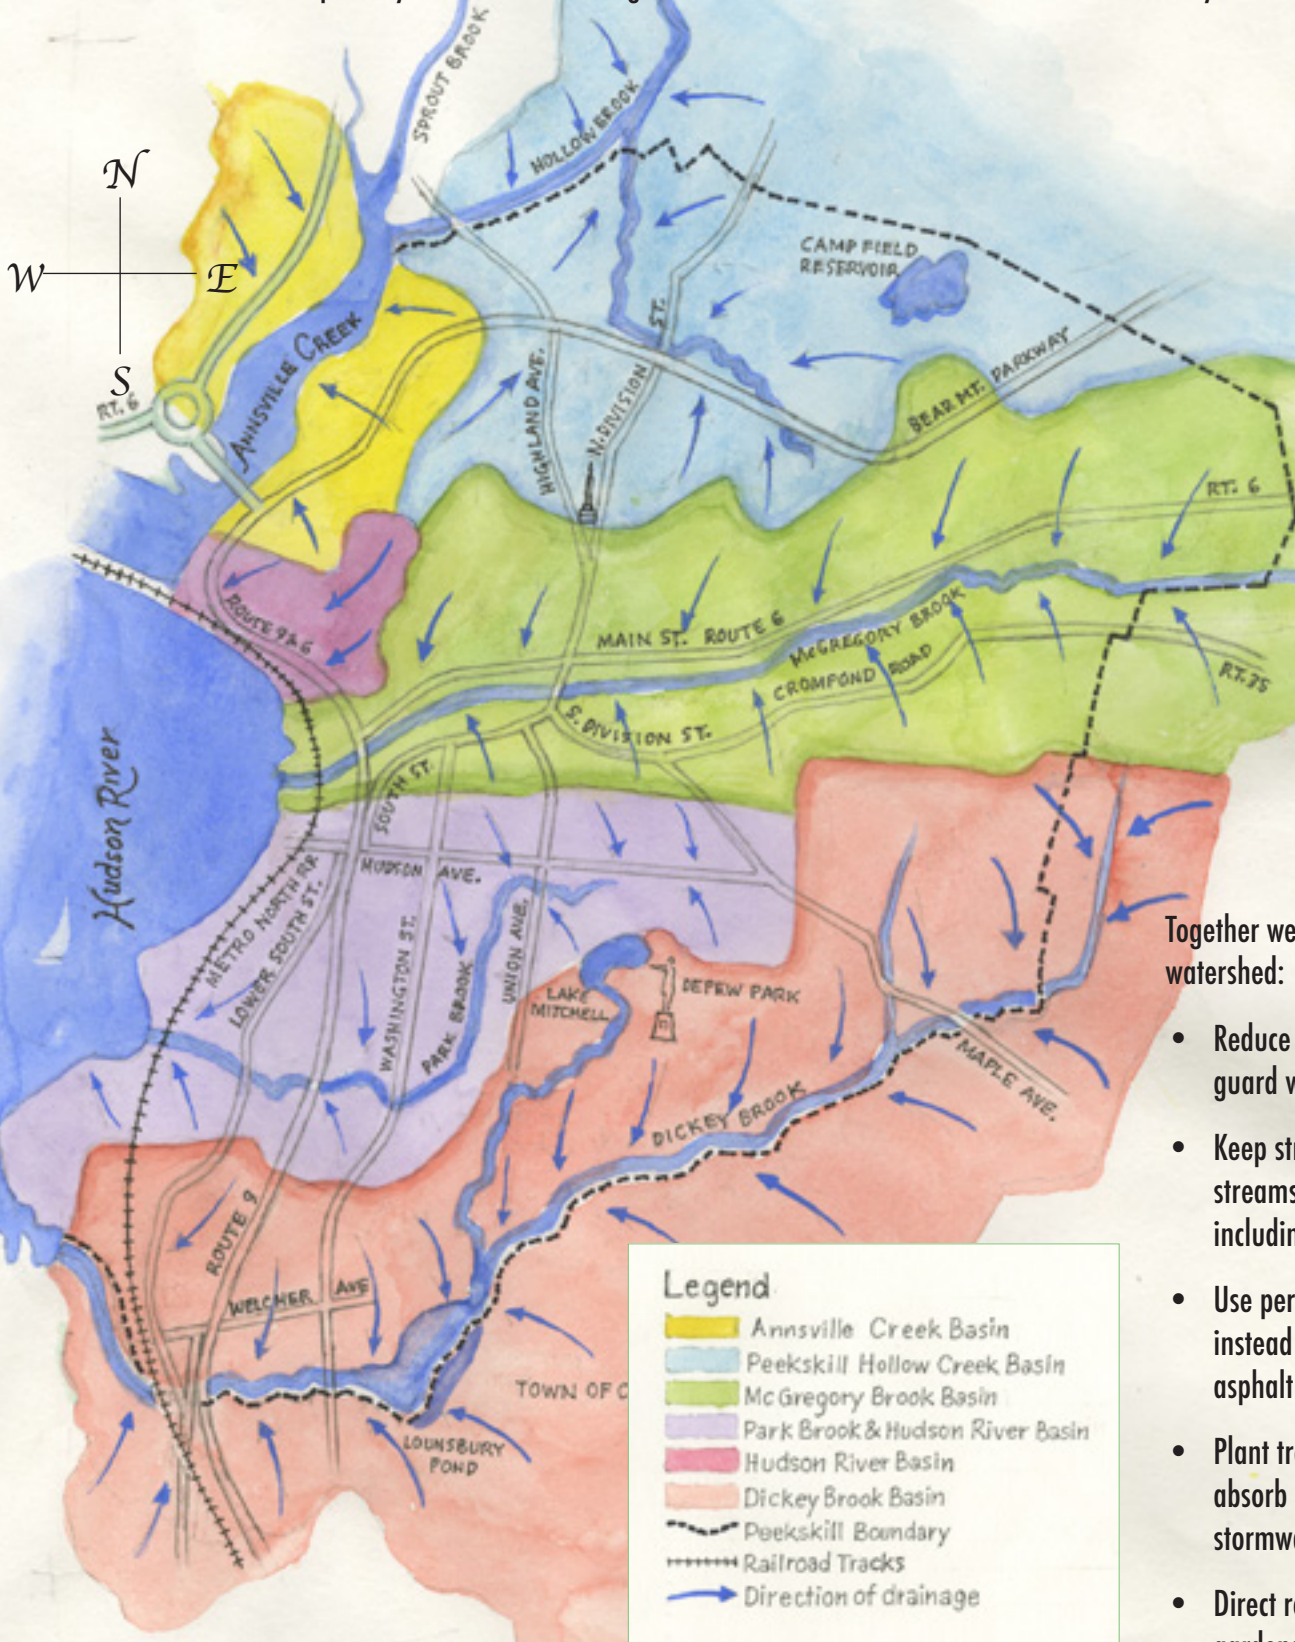 SPROUT BROOK
HOLLOW BROOK
N
W
E
S
CAMP FIELD
RESERVOIR
ANNSVILLE CREEK
RT. 6
HIGHLAND AVE.
N. DIVISION ST.
BEAR MT. PARKWAY
RT. 6
ROUTE 9 & 6
MAIN ST. ROUTE 6
McGREGORY BROOK
CROMPOND ROAD
RT. 35
S. DIVISION ST.
SOUTH ST.
Hudson River
HUDSON AVE.
METRO NORTH RR
LOWER SOUTH ST.
WASHINGTON ST.
PARK BROOK
UNION AVE.
LAKE
MITCHELL
DEPEW PARK
MAPLE AVE.
DICKEY BROOK
ROUTE 9
WELCHER AVE
TOWN OF C
LOUNSBURY
POND
Legend
Annsville Creek Basin
Peekskill Hollow Creek Basin
McGregory Brook Basin
Park Brook & Hudson River Basin
Hudson River Basin
Dickey Brook Basin
Peekskill Boundary
Railroad Tracks
Direction of drainage
Together we
watershed:
• Reduce
guard w
• Keep str
streams
includin
• Use per
instead
asphalt
• Plant tr
absorb
stormw
• Direct r